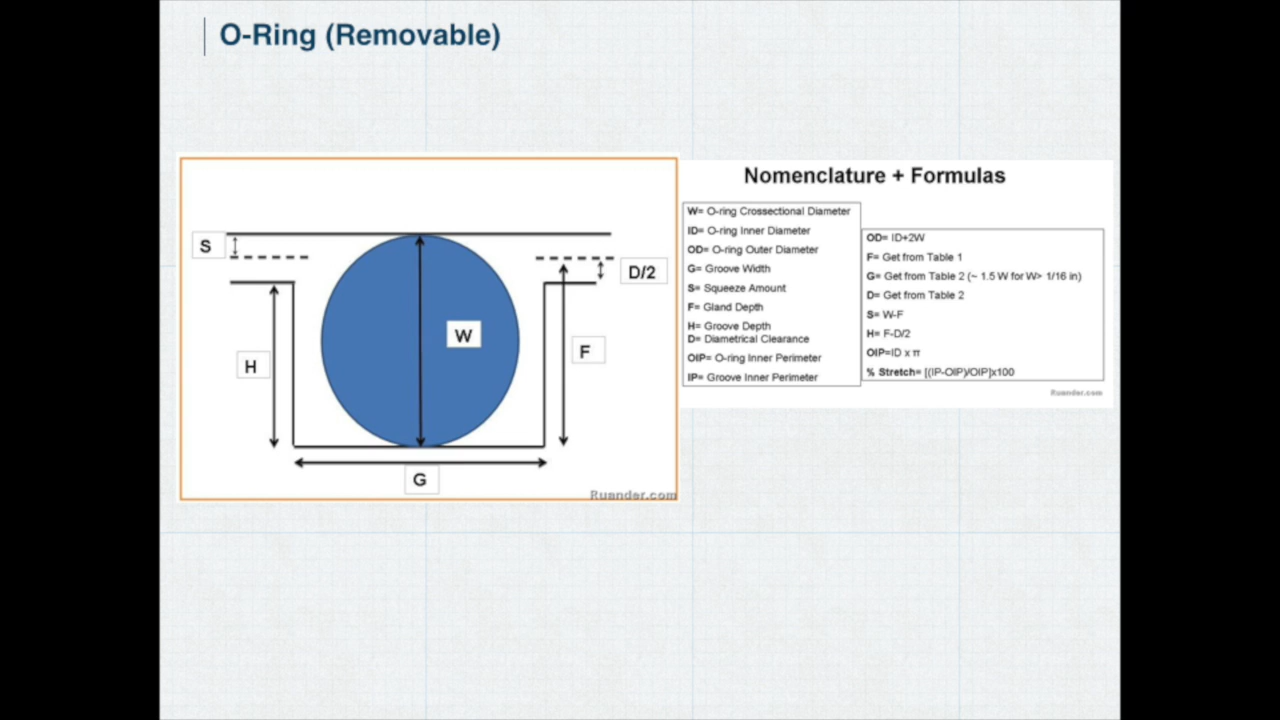 O-Ring (Removable)
S
D/2
W
F
H
G
Ruander.com
Nomenclature + Formulas
W= O-ring Crossectional Diameter
ID= O-ring Inner Diameter
OD= O-ring Outer Diameter
G= Groove Width
S= Squeeze Amount
F= Gland Depth
H= Groove Depth
D= Diametrical Clearance
OIP= O-ring Inner Perimeter
IP= Groove Inner Perimeter
OD= ID+2W
F= Get from Table 1
G= Get from Table 2 (~ 1.5 W for W> 1/16 in)
D= Get from Table 2
S= W-F
H= F-D/2
OIP=ID x π
% Stretch= [(IP-OIP)/OIP]x100
Ruander.com